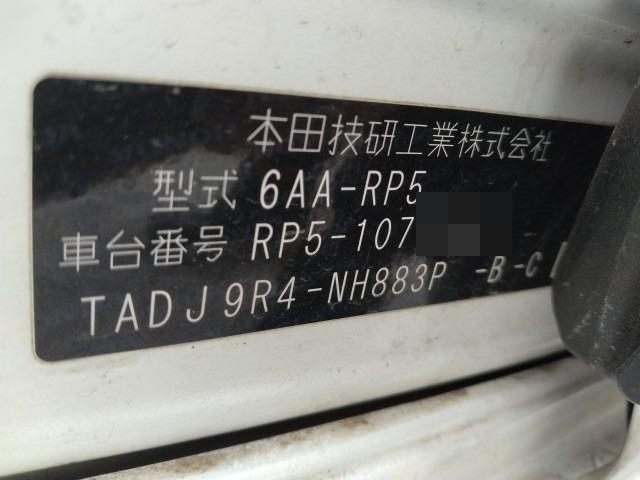 本田技研工業株式会社
型式 6AA-RP5
車台番号 RP5-107
TADJ9R4-NH883P -B -C